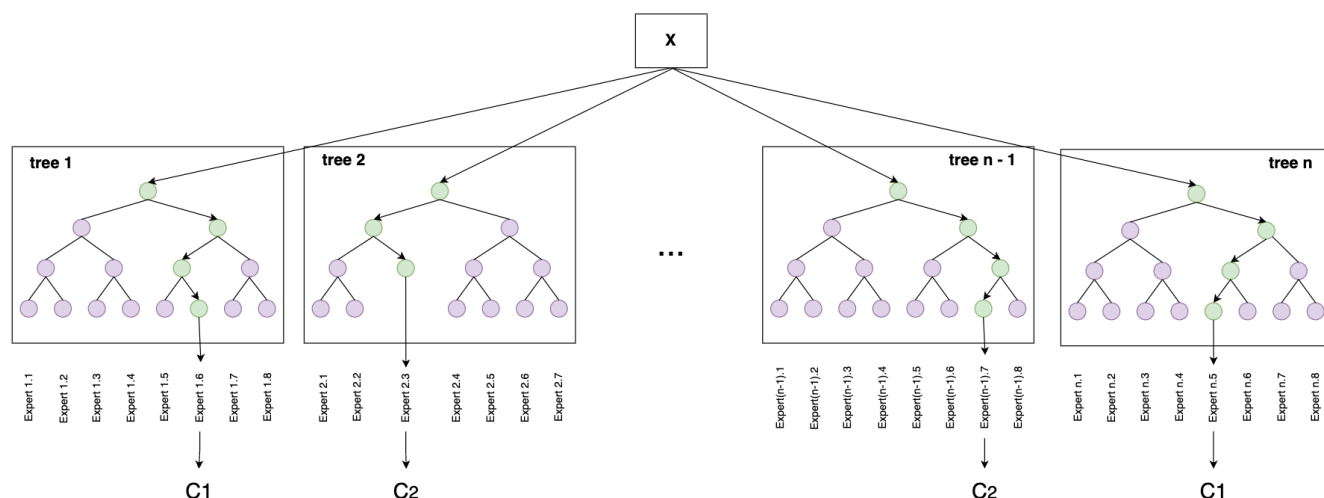 X
tree 1
tree 2
tree n - 1
tree n
...
Expert 1.1
Expert 1.2
Expert 1.3
Expert 1.4
Expert 1.5
Expert 1.6
Expert 1.7
Expert 1.8
Expert 2.1
Expert 2.2
Expert 2.3
Expert 2.4
Expert 2.5
Expert 2.6
Expert 2.7
Expert(n-1).1
Expert(n-1).2
Expert(n-1).3
Expert(n-1).4
Expert(n-1).5
Expert(n-1).6
Expert(n-1).7
Expert(n-1).8
Expert n.1
Expert n.2
Expert n.3
Expert n.4
Expert n.5
Expert n.6
Expert n.7
Expert n.8
C1
C2
C2
C1